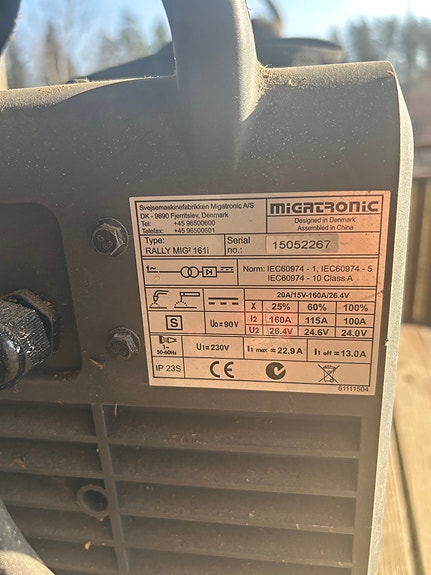 Svejsemaskinefabrikken Migatronic A/S
DK - 9690 Fjerritslev, Denmark
Tel: +45 96500600
Telefax: +45 96500601
MIGATRONIC
Designed in Denmark
Assembled in China
Type:
RALLY MIG² 161i
Serial no.: 15052267
1~
Norm: IEC60974 - 1, IEC60974 - 5
IEC60974 - 10 Class A
20A/15V-160A/26.4V
X 25% 60% 100%
S U₀ = 90V I2 160A 115A 100A
U2 26.4V 24.6V 24.0V
1~
50-60Hz
U1= 230V I1 max = 22.9A I1 eff = 13.0A
IP 23S CE
61111504